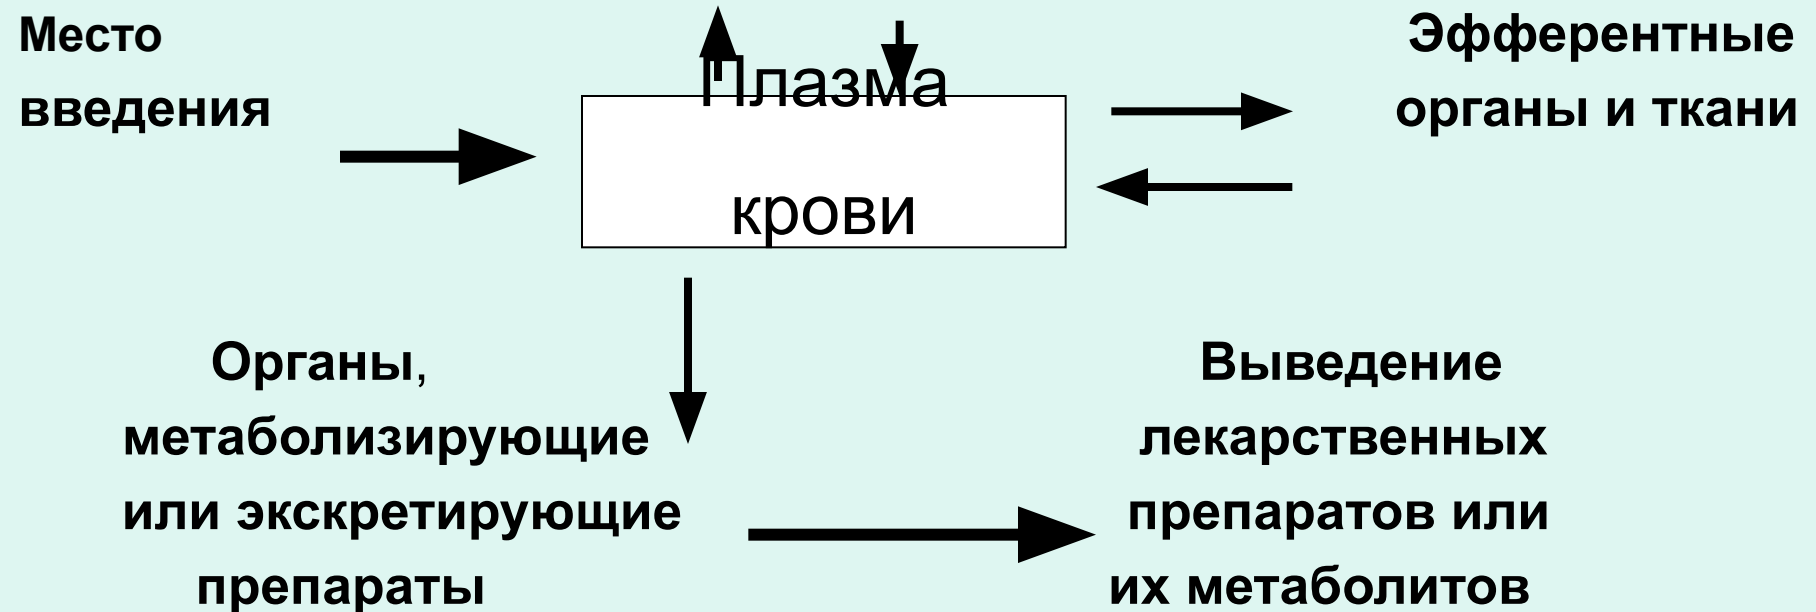 Место
введения
Плазма
крови
Эфферентные
органы и ткани
Органы,
метаболизирующие
или экскретирующие
препараты
Выведение
лекарственных
препаратов или
их метаболитов